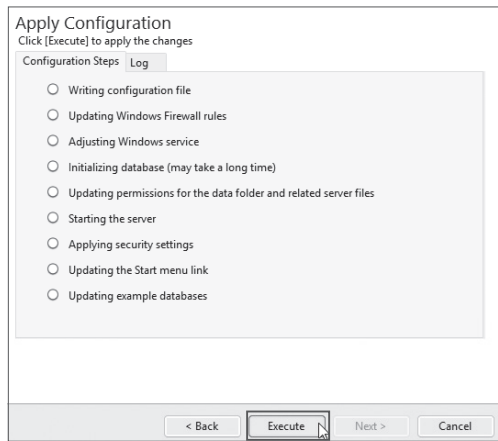 Apply Configuration
Click [Execute] to apply the changes
Configuration Steps Log
Writing configuration file
Updating Windows Firewall rules
Adjusting Windows service
Initializing database (may take a long time)
Updating permissions for the data folder and related server files
Starting the server
Applying security settings
Updating the Start menu link
Updating example databases
< Back Execute Next > Cancel